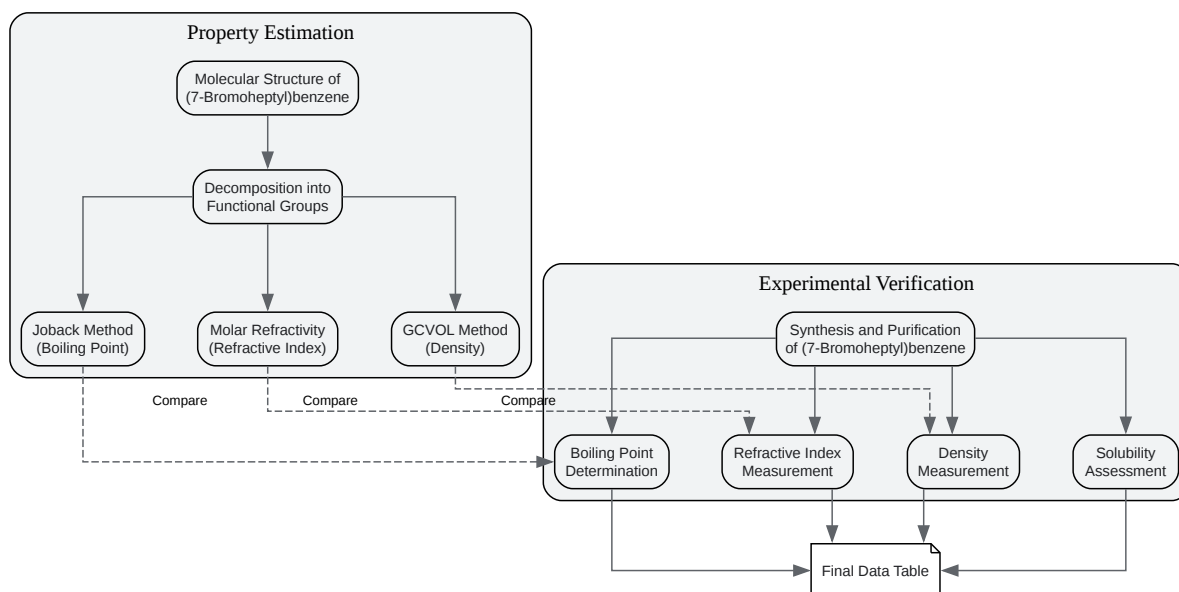 Property Estimation
Molecular Structure of
(7-Bromoheptyl)benzene
Decomposition into
Functional Groups
Joback Method
(Boiling Point)
Molar Refractivity
(Refractive Index)
GCVOL Method
(Density)
Compare
Compare
Compare
Experimental Verification
Synthesis and Purification
of (7-Bromoheptyl)benzene
Boiling Point
Determination
Refractive Index
Measurement
Density
Measurement
Solubility
Assessment
Final Data Table